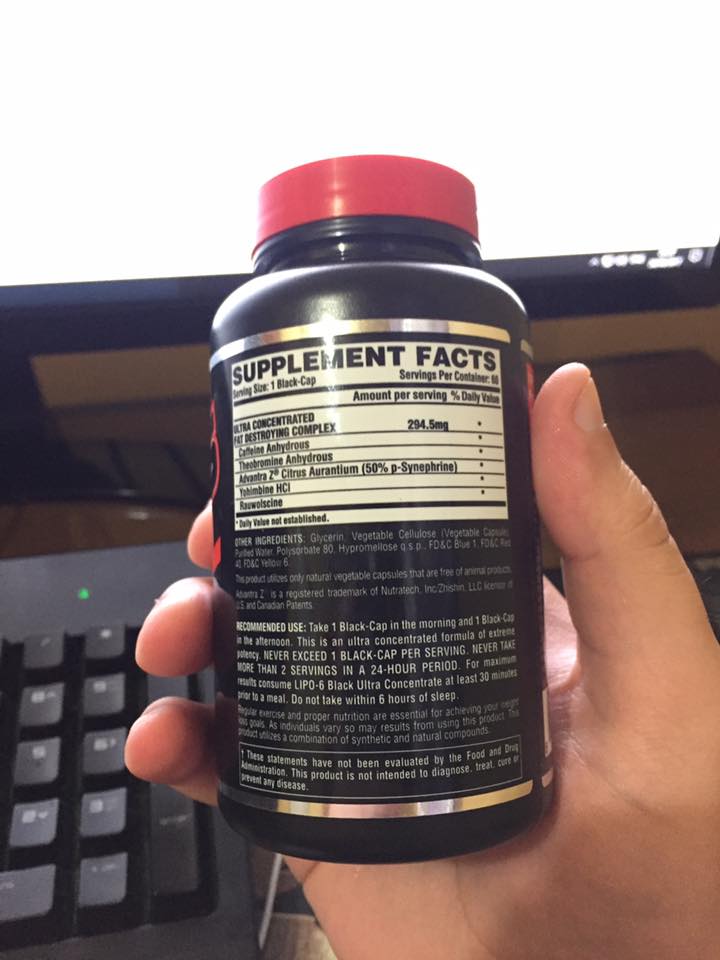 SUPPLEMENT FACTS
Serving Size: 1 Black-Cap
Servings Per Container: 60
Amount per serving % Daily Value
ULTRA CONCENTRATED
FAT DESTROYING COMPLEX 294.5mg *
Caffeine Anhydrous *
Theobromine Anhydrous *
Advantra Z® Citrus Aurantium (50% p-Synephrine) *
Yohimbine HCl *
Rauwolscine
* Daily Value not established.
OTHER INGREDIENTS: Glycerin, Vegetable Cellulose (Vegetable Capsule),
Purified Water, Polysorbate 80, Hypromellose q.s.p., FD&C Blue 1, FD&C Red
40, FD&C Yellow 6.
This product utilizes only natural vegetable capsules that are free of animal products.
Advantra Z is a registered trademark of Nutratech, Inc/Zhishin, LLC licensor of
U.S. and Canadian Patents.
RECOMMENDED USE: Take 1 Black-Cap in the morning and 1 Black-Cap
in the afternoon. This is an ultra concentrated formula of extreme
potency. NEVER EXCEED 1 BLACK-CAP PER SERVING. NEVER TAKE
MORE THAN 2 SERVINGS IN A 24-HOUR PERIOD. For maximum
results consume LIPO-6 Black Ultra Concentrate at least 30 minutes
prior to a meal. Do not take within 6 hours of sleep.
Regular exercise and proper nutrition are essential for achieving your weight
loss goals. As individuals vary so may results from using this product. This
product utilizes a combination of synthetic and natural compounds.
† These statements have not been evaluated by the Food and Drug
Administration. This product is not intended to diagnose, treat, cure or
prevent any disease.